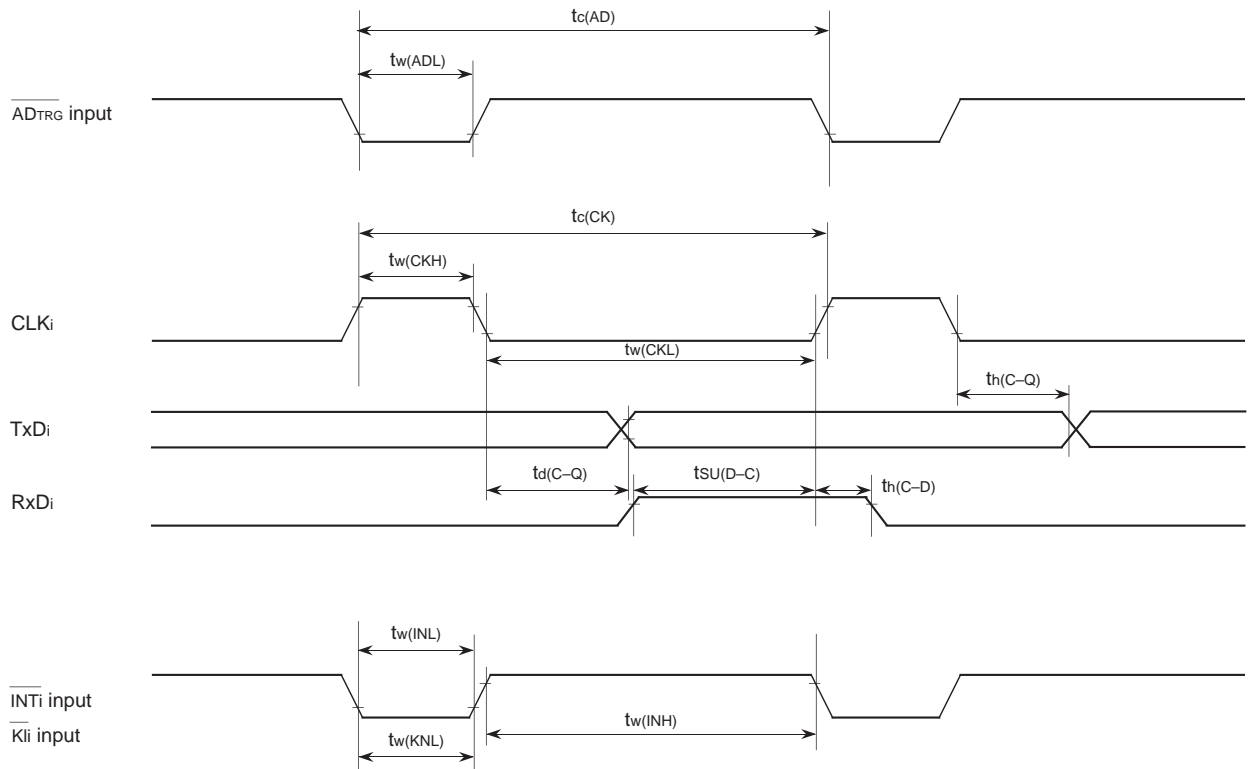 tc(AD)
tw(ADL)
ADTRG input
tc(CK)
tw(CKH)
CLKi
tw(CKL)
th(C–Q)
TxDi
td(C–Q)
tSU(D–C)
th(C–D)
RxDi
tw(INL)
INTi input
tw(INH)
KIi input
tw(KNL)